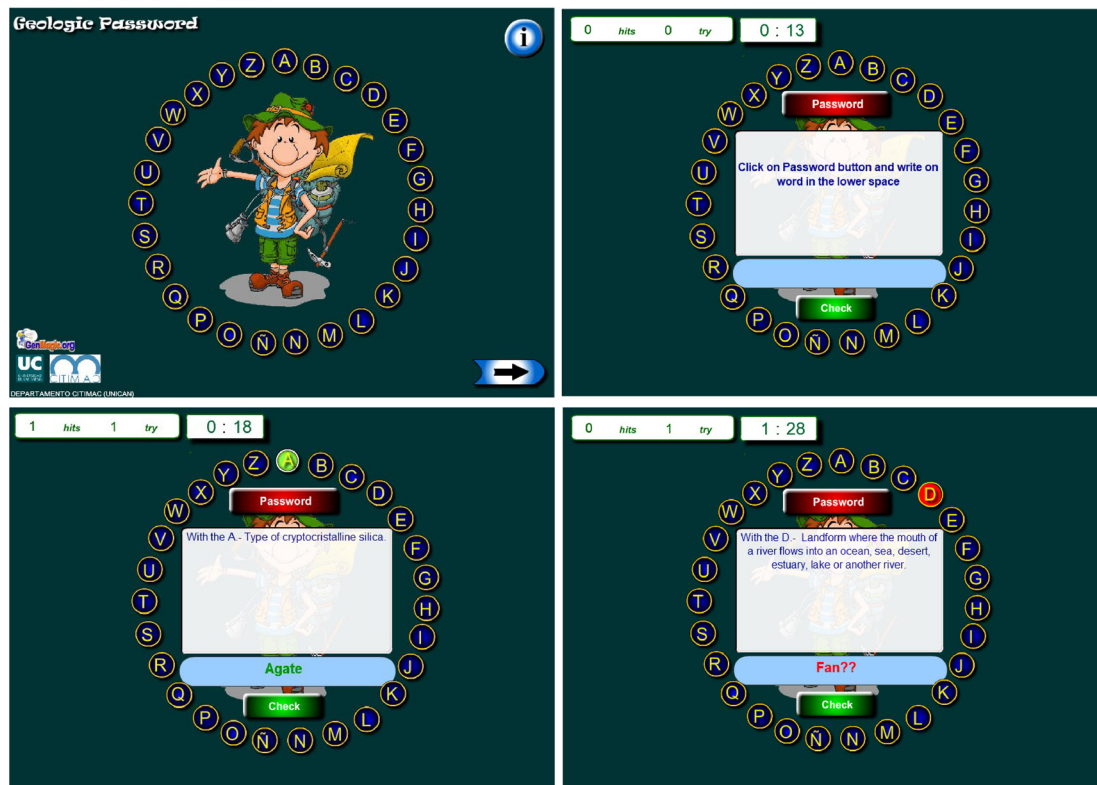 Geologic Password
i
A B C D E F G H I J K L M N Ñ O P Q R S T U V W X Y Z
GenMagic.org
UC
CITIMAC
DEPARTAMENTO CITIMAC (UNICAN)
0 hits 0 try 0 : 13
A B C D E F G H I J K L M N Ñ O P Q R S T U V W X Y Z
Password
Click on Password button and write on
word in the lower space
Check
1 hits 1 try 0 : 18
A B C D E F G H I J K L M N Ñ O P Q R S T U V W X Y Z
Password
With the A.- Type of cryptocristalline silica.
Agate
Check
0 hits 1 try 1 : 28
A B C D E F G H I J K L M N Ñ O P Q R S T U V W X Y Z
Password
With the D.- Landform where the mouth of
a river flows into an ocean, sea, desert,
estuary, lake or another river.
Fan??
Check